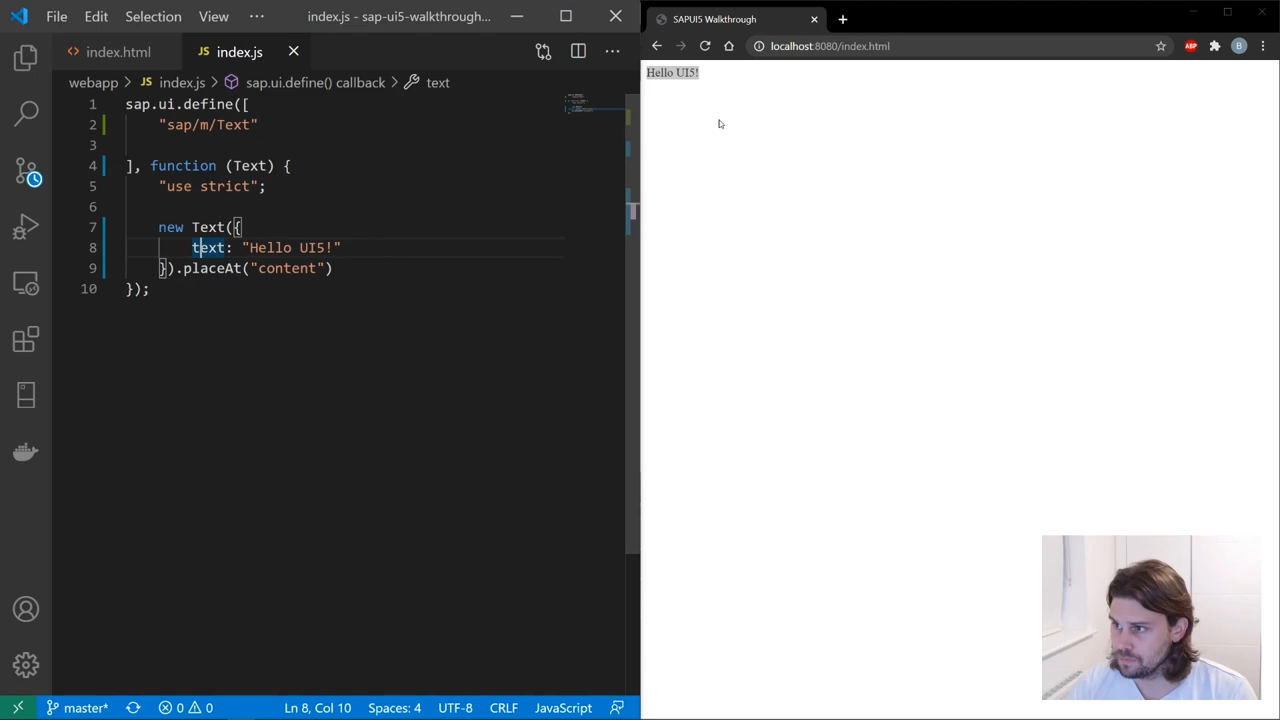 File Edit Selection View ··· index.js - sap-ui5-walkthrough...
index.html index.js
webapp > index.js > sap.ui.define() callback > text
1 sap.ui.define([
2 "sap/m/Text"
3
4 ], function (Text) {
5 "use strict";
6
7 new Text({
8 text: "Hello UI5!"
9 }).placeAt("content")
10 });
master* 0 0 Ln 8, Col 10 Spaces: 4 UTF-8 CRLF JavaScript
SAPUI5 Walkthrough
localhost:8080/index.html ABP B
Hello UI5!